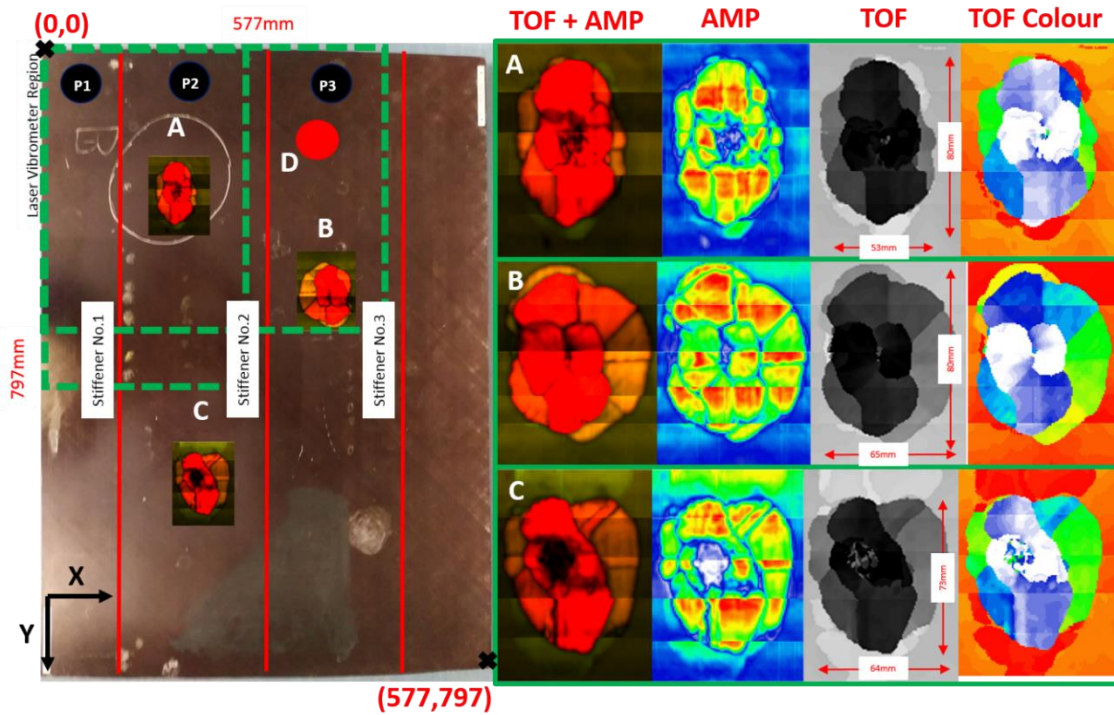 (0,0)
577mm
TOF + AMP
AMP
TOF
TOF Colour
Laser Vibrometer Region
P1
P2
P3
A
D
B
Stiffener No.1
Stiffener No.2
Stiffener No.3
797mm
C
X
Y
(577,797)
A
80mm
53mm
B
80mm
65mm
C
73mm
64mm